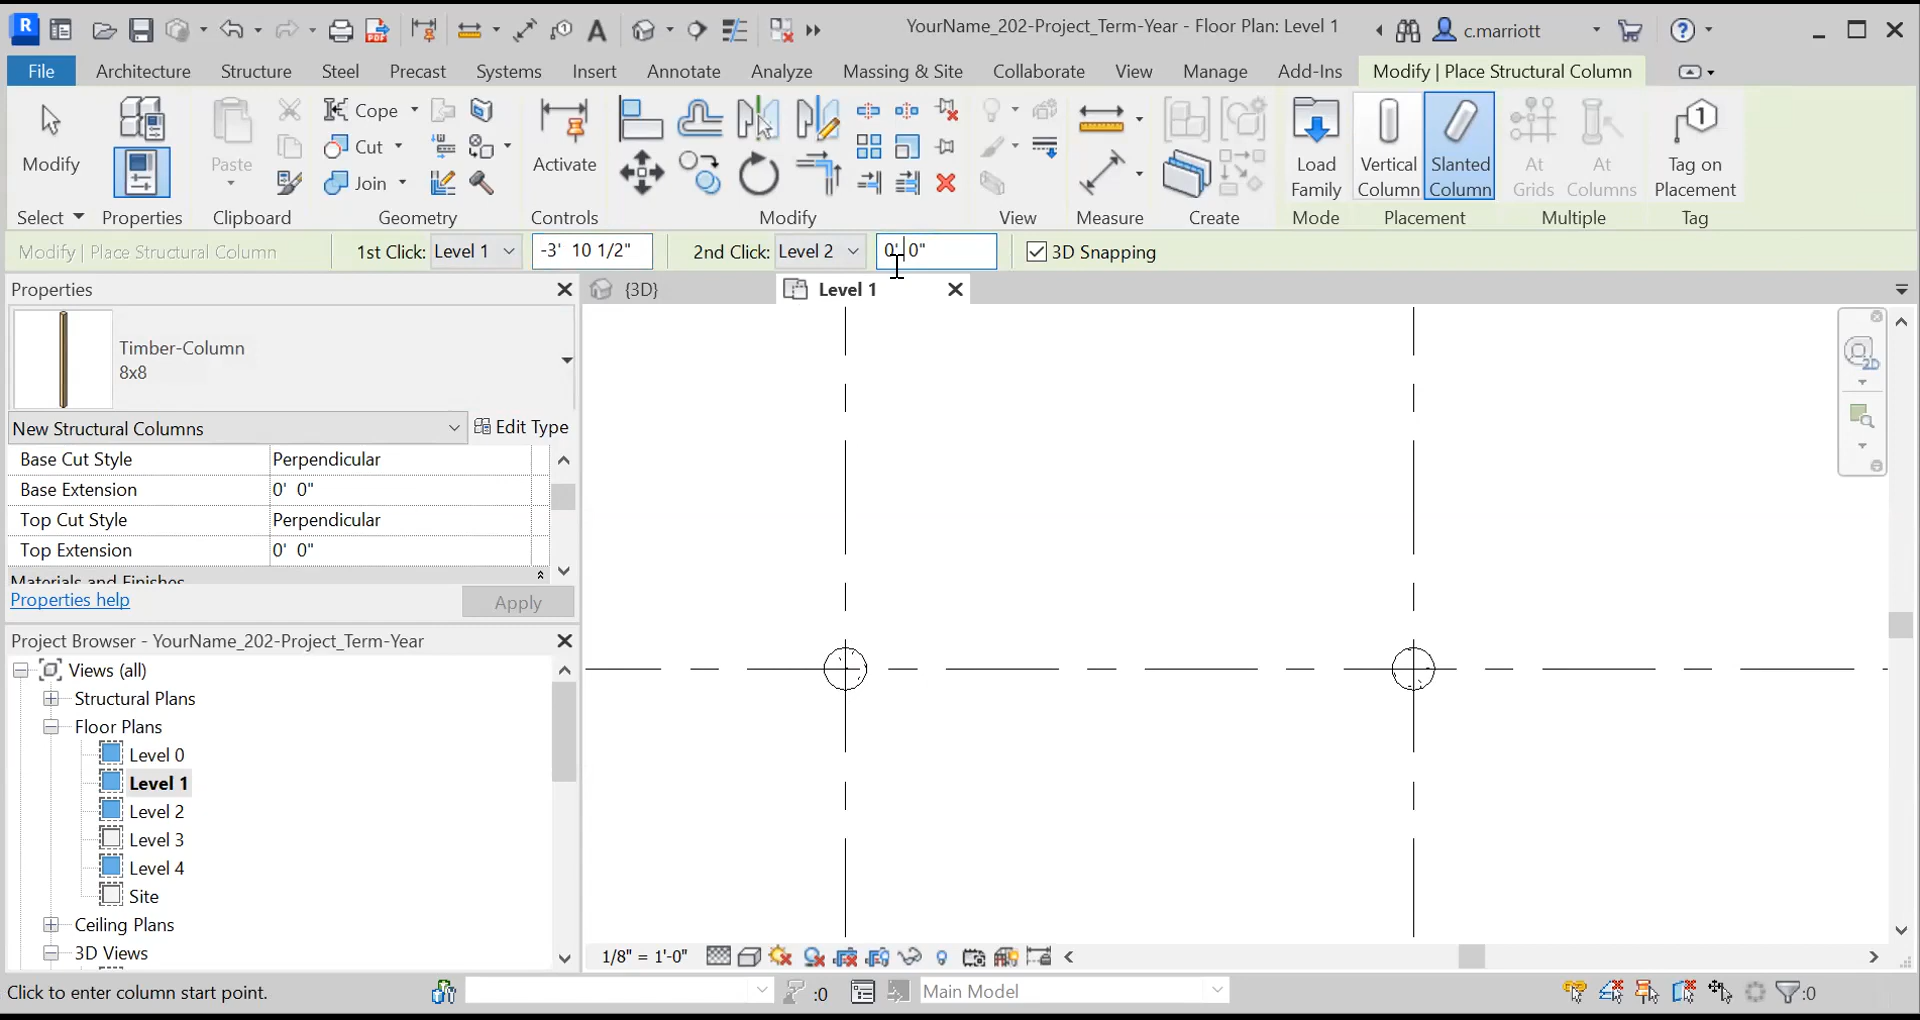 R
YourName_202-Project_Term-Year - Floor Plan: Level 1
c.marriott
File Architecture Structure Steel Precast Systems Insert Annotate Analyze Massing & Site Collaborate View Manage Add-Ins Modify | Place Structural Column
Modify
Paste
Cope
Cut
Join
Activate
Load Family
Vertical Column
Slanted Column
At Grids
At Columns
Tag on Placement
Select Properties Clipboard Geometry Controls Modify View Measure Create Mode Placement Multiple Tag
Modify | Place Structural Column 1st Click: Level 1 -3' 10 1/2" 2nd Click: Level 2 0' 0" 3D Snapping
Properties
{3D} Level 1
Timber-Column
8x8
New Structural Columns Edit Type
Base Cut Style Perpendicular
Base Extension 0' 0"
Top Cut Style Perpendicular
Top Extension 0' 0"
Materials and Finishes
Properties help Apply
Project Browser - YourName_202-Project_Term-Year
Views (all)
Structural Plans
Floor Plans
Level 0
Level 1
Level 2
Level 3
Level 4
Site
Ceiling Plans
3D Views
2D
1/8" = 1'-0"
Click to enter column start point. :0 Main Model :0